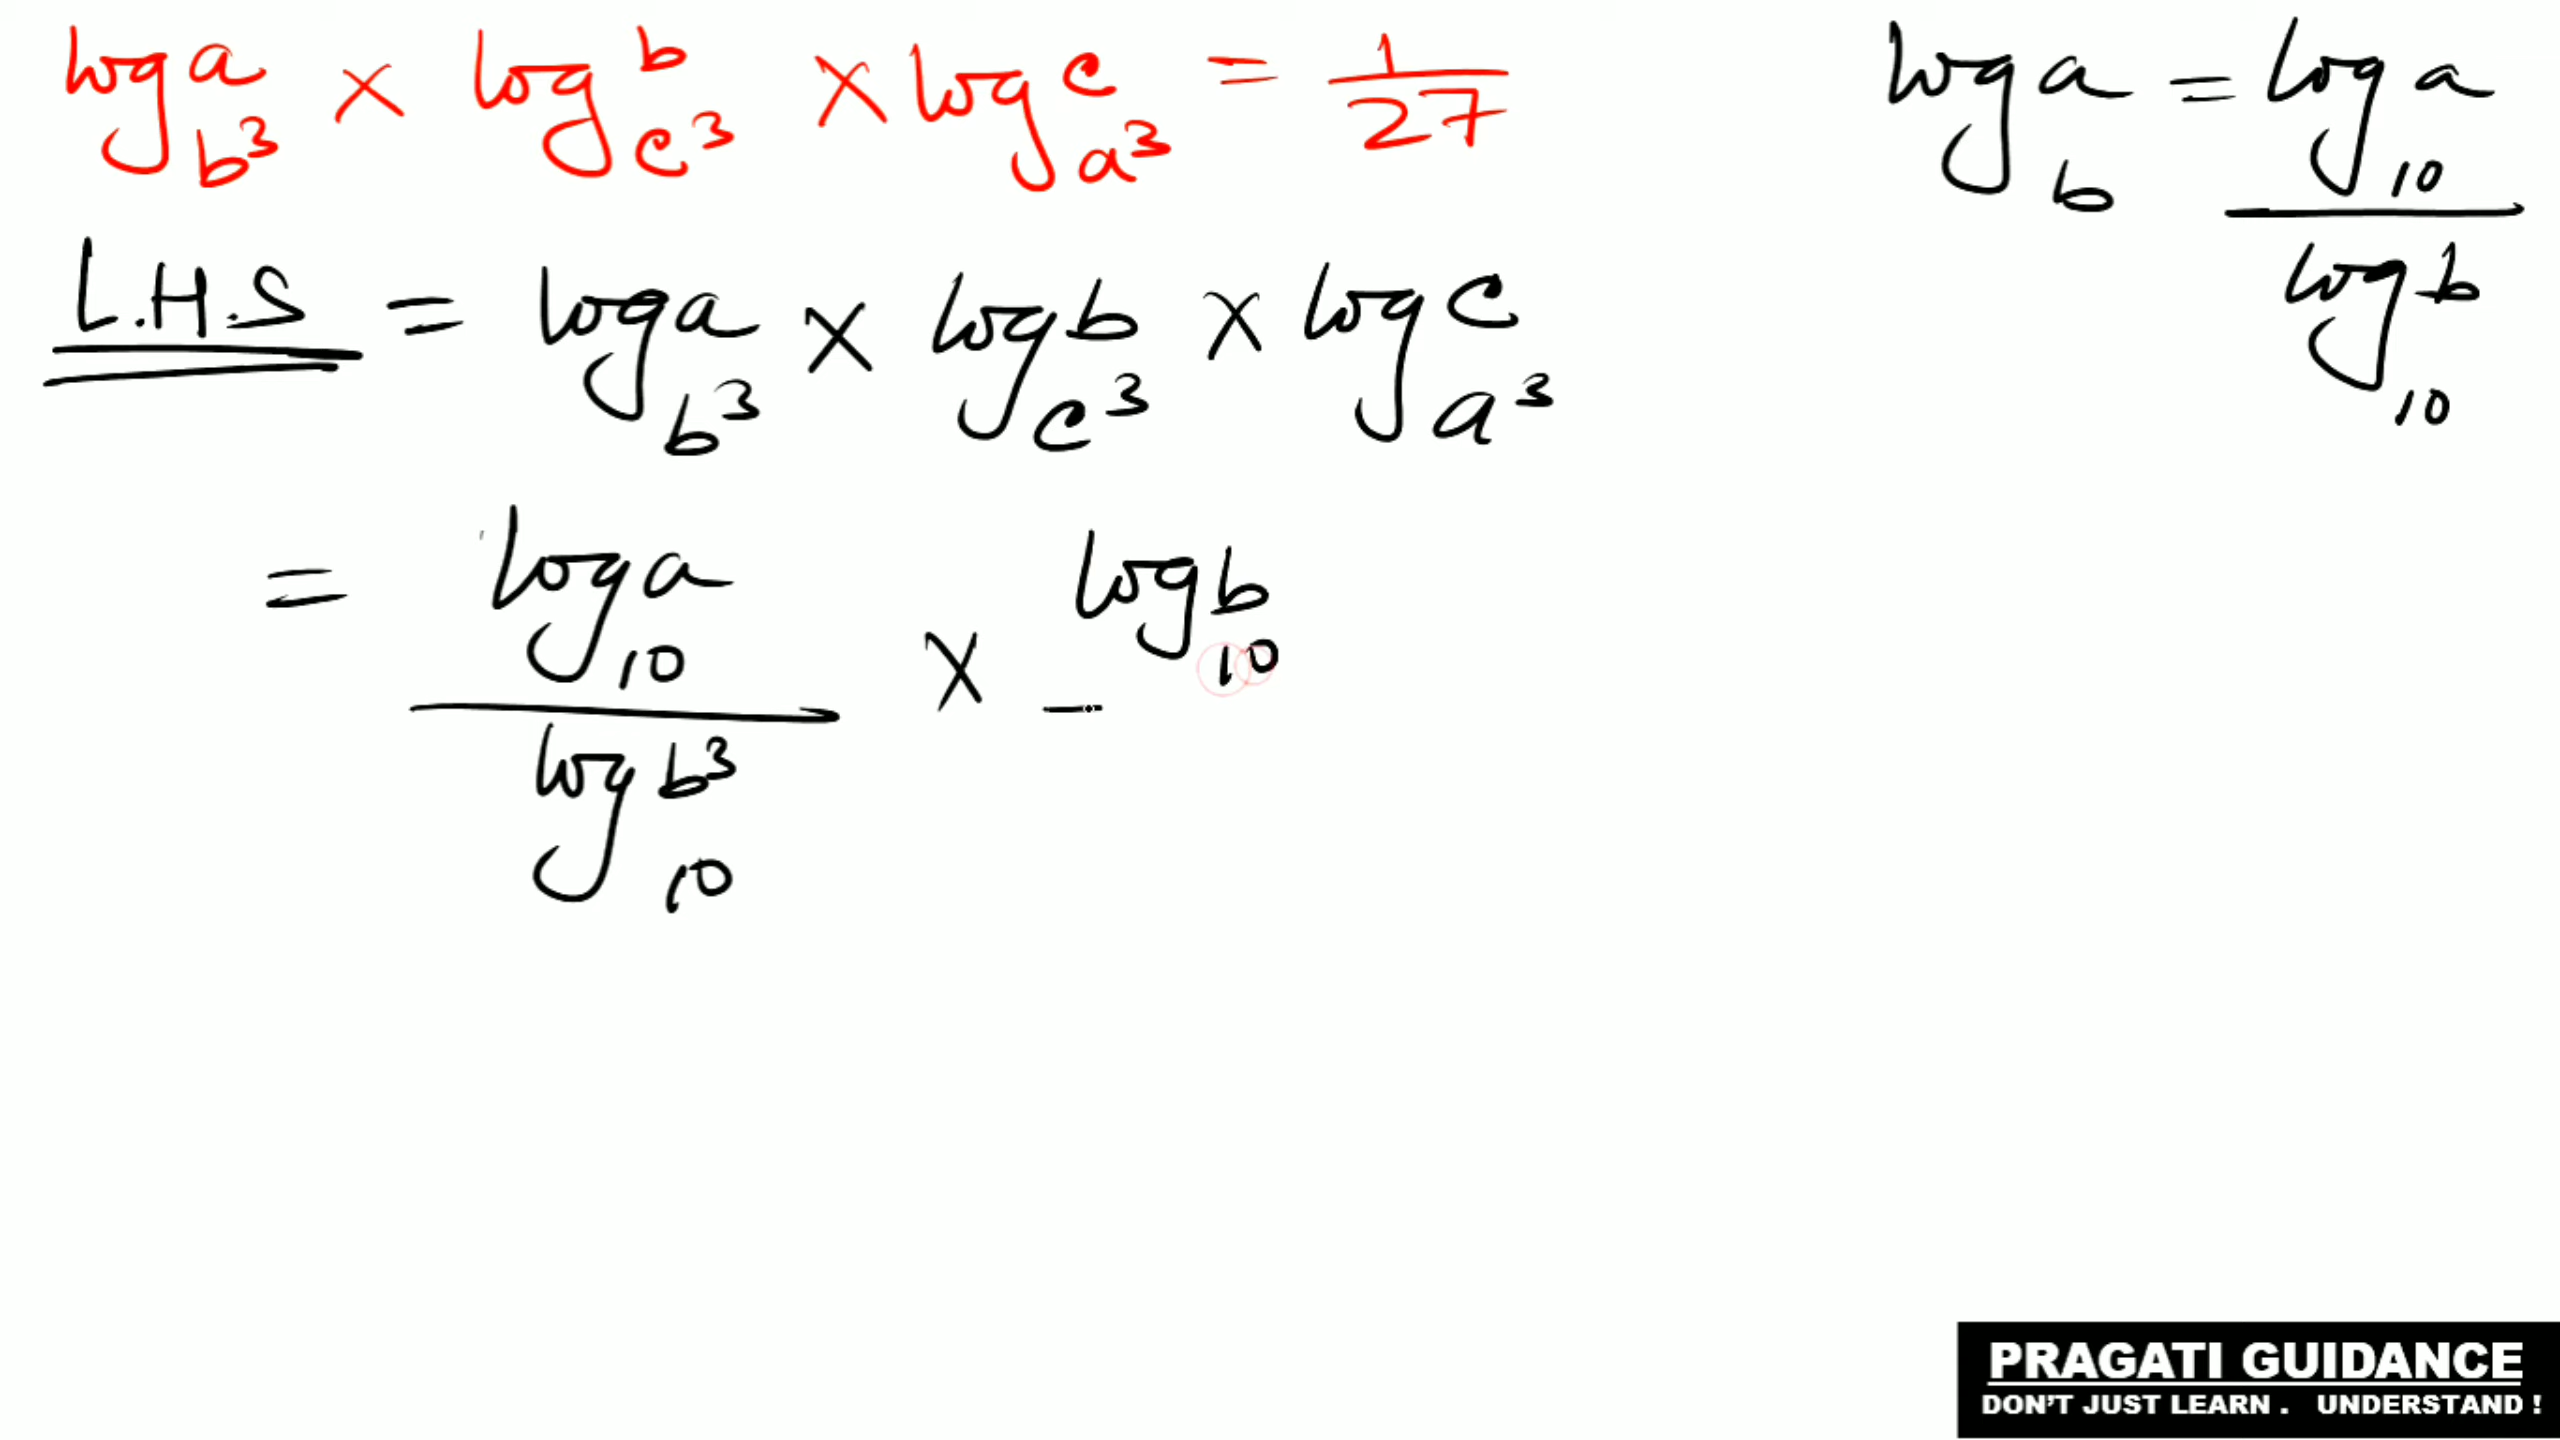 log_{b³} a × log_{c³} b × log_{a³} c = 1/27
log_b a = log_{10} a / log_{10} b
L.H.S = log_{b³} a × log_{c³} b × log_{a³} c
= log_{10} a / log_{10} b³ × log_{10} b
PRAGATI GUIDANCE
DON'T JUST LEARN . UNDERSTAND !